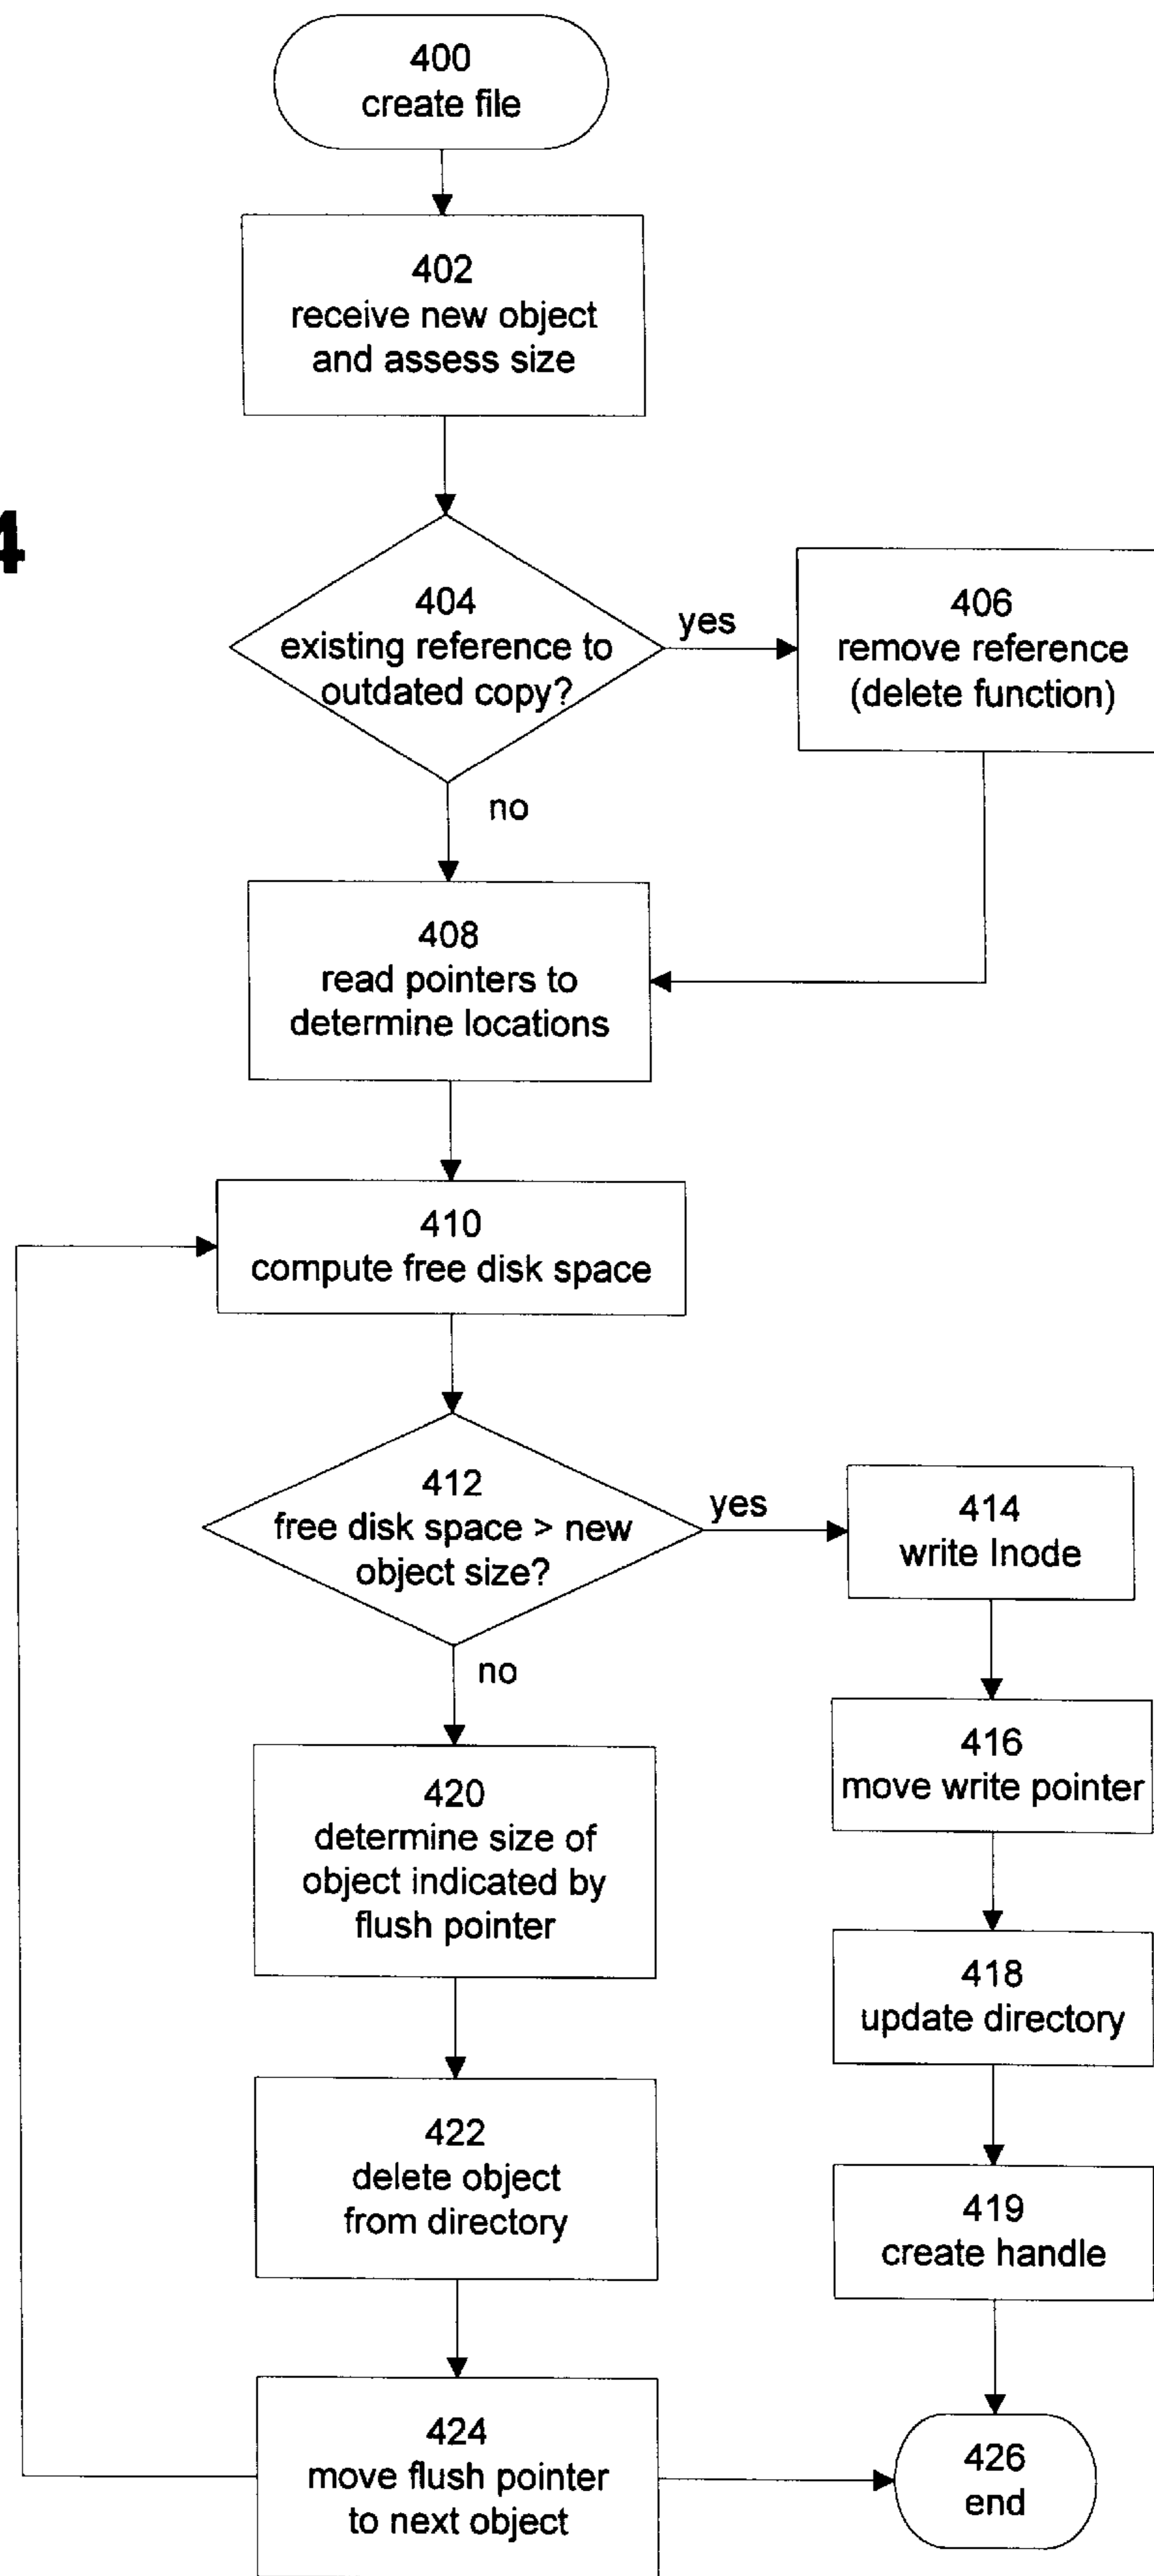 400
create file
402
receive new object
and assess size
4
404
existing reference to
outdated copy?
yes
406
remove reference
(delete function)
no
408
read pointers to
determine locations
410
compute free disk space
412
free disk space > new
object size?
yes
414
write Inode
no
416
move write pointer
420
determine size of
object indicated by
flush pointer
418
update directory
422
delete object
from directory
419
create handle
424
move flush pointer
to next object
426
end